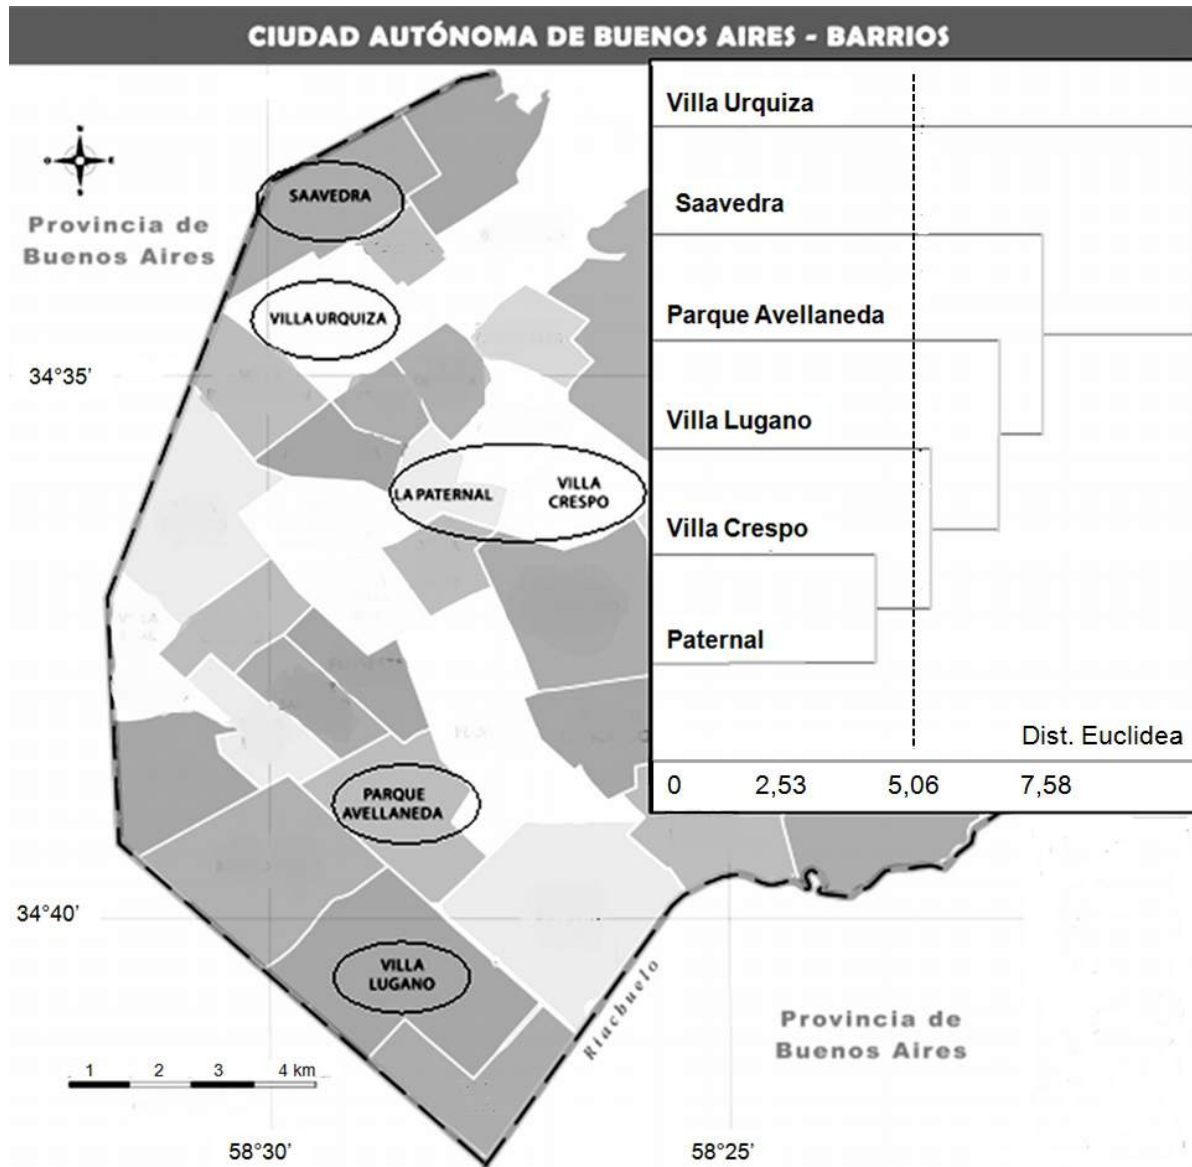 CIUDAD AUTÓNOMA DE BUENOS AIRES - BARRIOS
Villa Urquiza
Saavedra
Parque Avellaneda
Villa Lugano
Villa Crespo
Paternal
Dist. Euclidea
0 2,53 5,06 7,58
Provincia de
Buenos Aires
SAAVEDRA
VILLA URQUIZA
34°35’
LA PATERNAL
VILLA
CRESPO
PARQUE
AVELLANEDA
34°40’
VILLA
LUGANO
Riachuelo
Provincia de
Buenos Aires
1 2 3 4 km
58°30’
58°25’